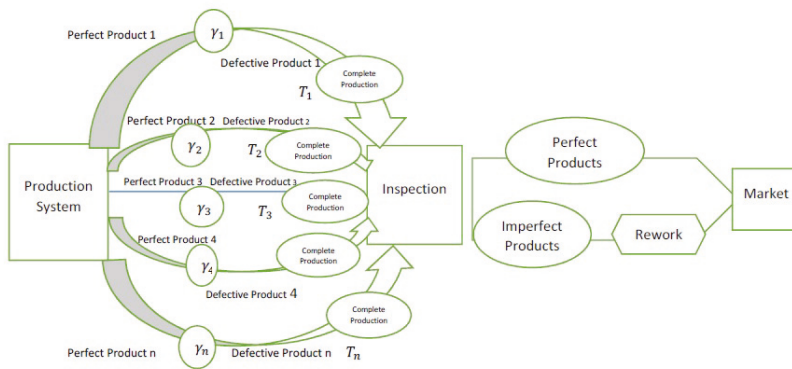 Perfect Product 1
γ₁
Defective Product 1
Complete
Production
T₁
Perfect Product 2
Defective Product 2
γ₂
T₂
Complete
Production
Production
System
Inspection
Perfect
Products
Market
Perfect Product 3
Defective Product 3
γ₃
T₃
Complete
Production
Imperfect
Products
Rework
Perfect Product 4
γ₄
Complete
Production
Defective Product 4
Complete
Production
Perfect Product n
γₙ
Defective Product n
Tₙ